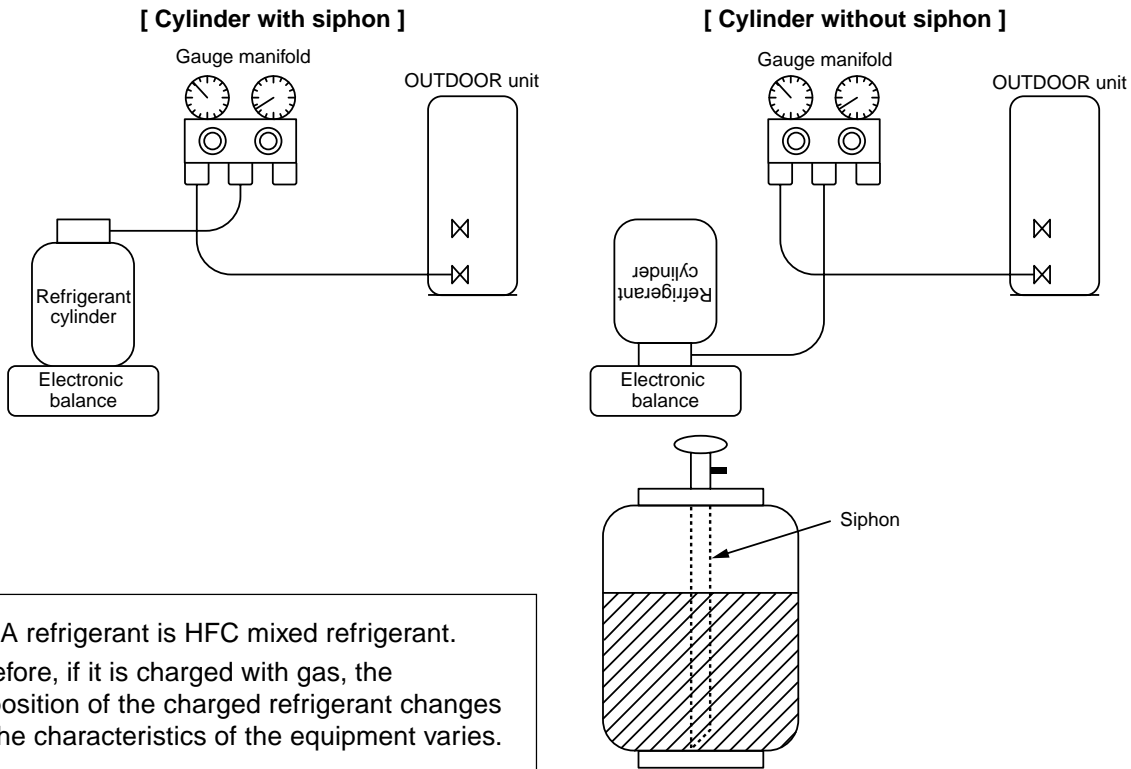 [ Cylinder with siphon ]
Gauge manifold
OUTDOOR unit
Refrigerant
cylinder
Electronic
balance
[ Cylinder without siphon ]
Gauge manifold
OUTDOOR unit
Refrigerant
cylinder
Electronic
balance
Siphon
A refrigerant is HFC mixed refrigerant.
efore, if it is charged with gas, the
position of the charged refrigerant changes
he characteristics of the equipment varies.